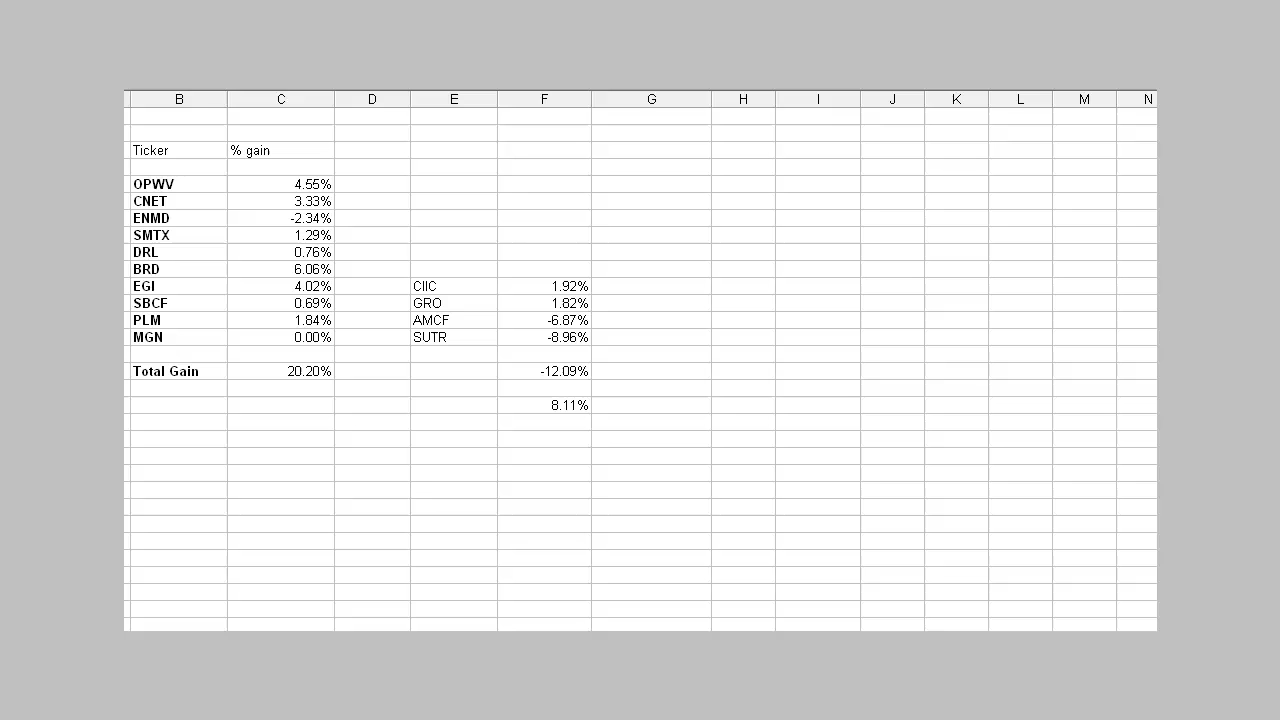 B C D E F G H I J K L M N
Ticker % gain
OPWV 4.55%
CNET 3.33%
ENMD -2.34%
SMTX 1.29%
DRL 0.76%
BRD 6.06%
EGI 4.02% CIIC 1.92%
SBCF 0.69% GRO 1.82%
PLM 1.84% AMCF -6.87%
MGN 0.00% SUTR -8.96%
Total Gain 20.20% -12.09%
8.11%